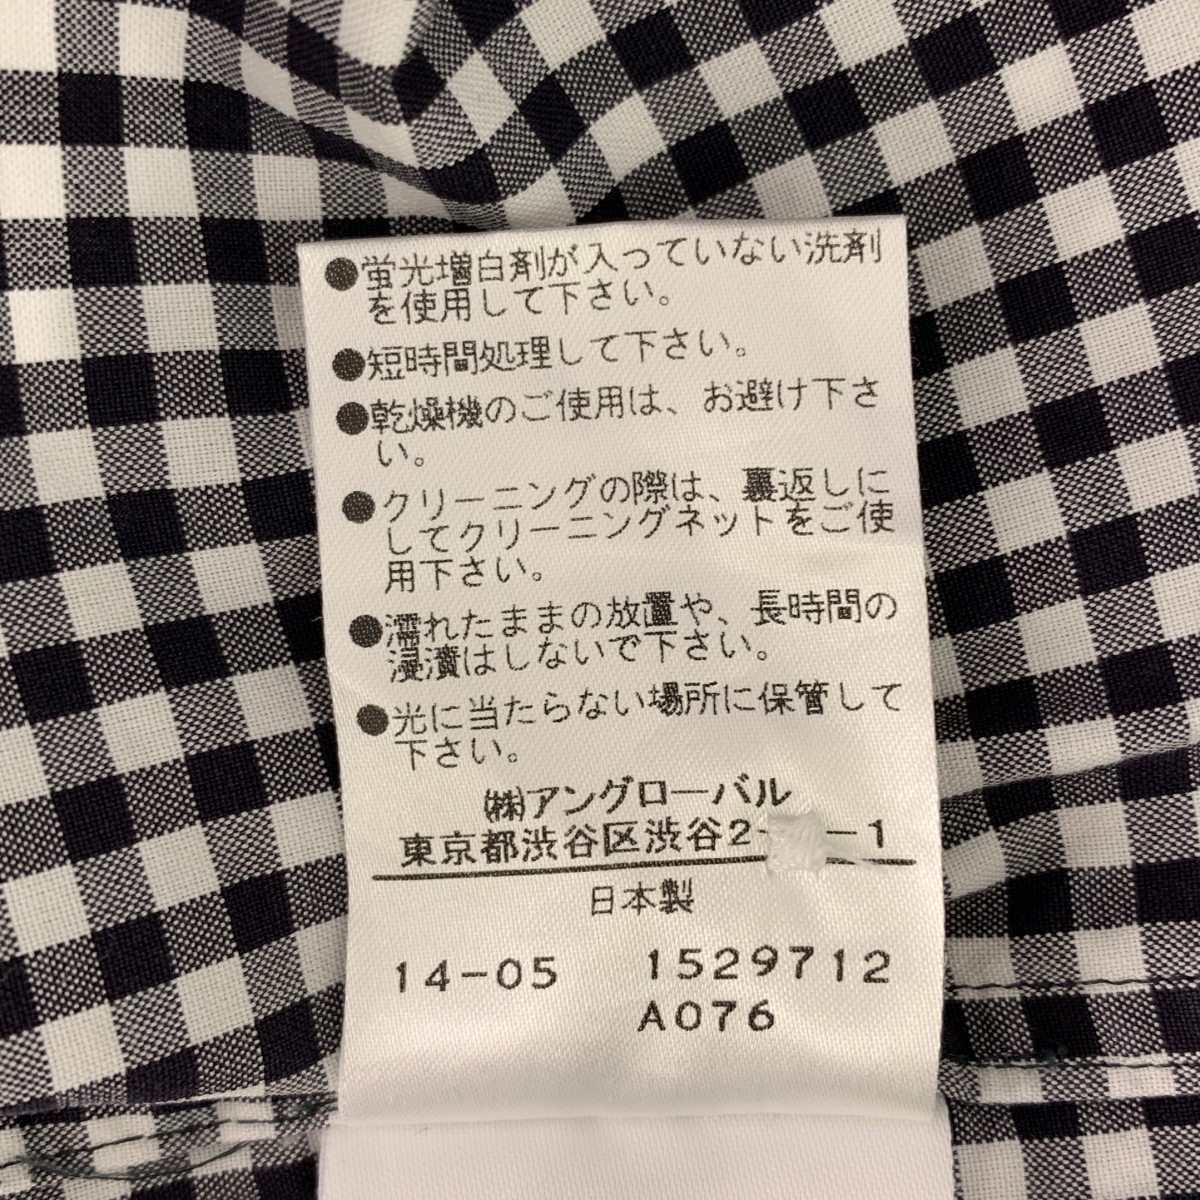 ●蛍光増白剤が入っていない洗剤
を使用して下さい。
●短時間処理して下さい。
●乾燥機のご使用は、お避け下さ
い。
●クリーニングの際は、裏返しに
してクリーニングネットをご使
用下さい。
●濡れたままの放置や、長時間の
浸漬はしないで下さい。
●光に当たらない場所に保管して
下さい。
㈱アングローバル
東京都渋谷区渋谷2- -1
日本製
14-05 1529712
A076